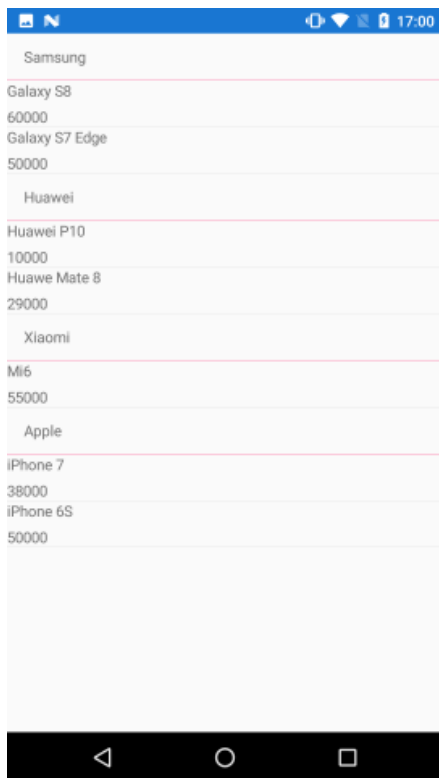 17:00
Samsung
Galaxy S8
60000
Galaxy S7 Edge
50000
Huawei
Huawei P10
10000
Huawe Mate 8
29000
Xiaomi
Mi6
55000
Apple
iPhone 7
38000
iPhone 6S
50000